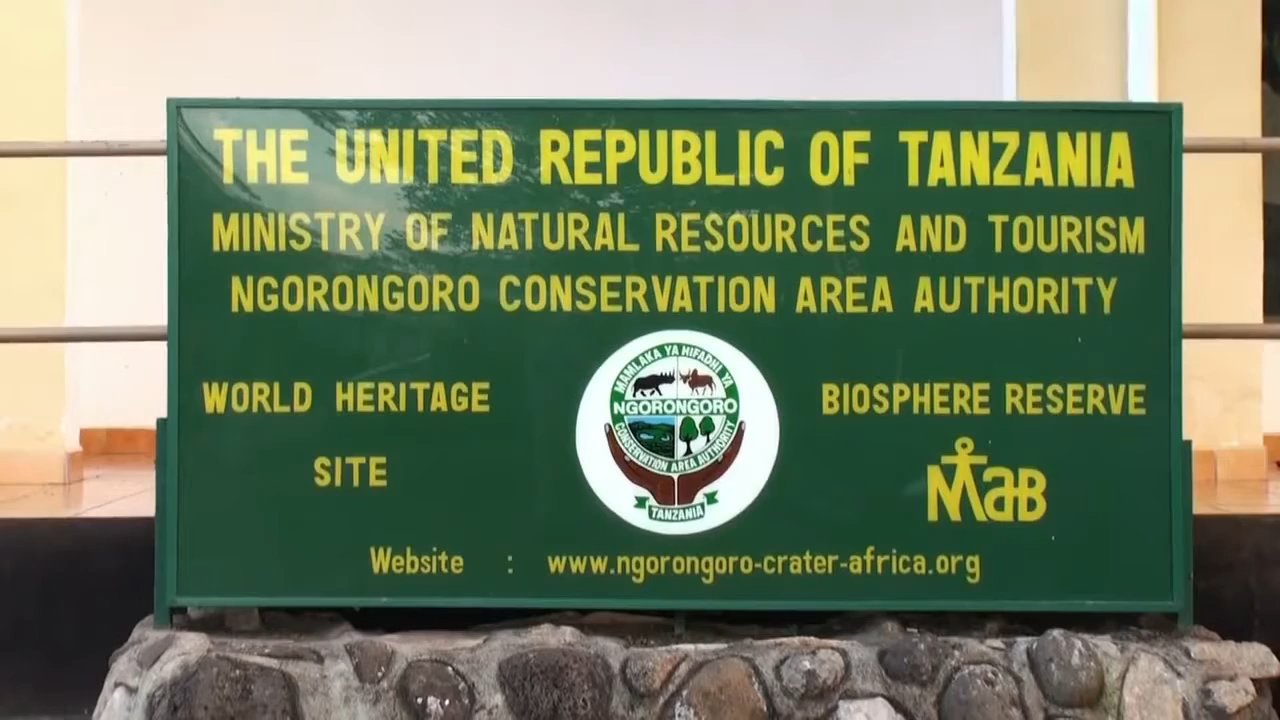 THE UNITED REPUBLIC OF TANZANIA
MINISTRY OF NATURAL RESOURCES AND TOURISM
NGORONGORO CONSERVATION AREA AUTHORITY
WORLD HERITAGE
SITE
MAMLAKA YA HIFADHI YA
NGORONGORO
CONSERVATION AREA AUTHORITY
TANZANIA
BIOSPHERE RESERVE
MaB
Website : www.ngorongoro-crater-africa.org